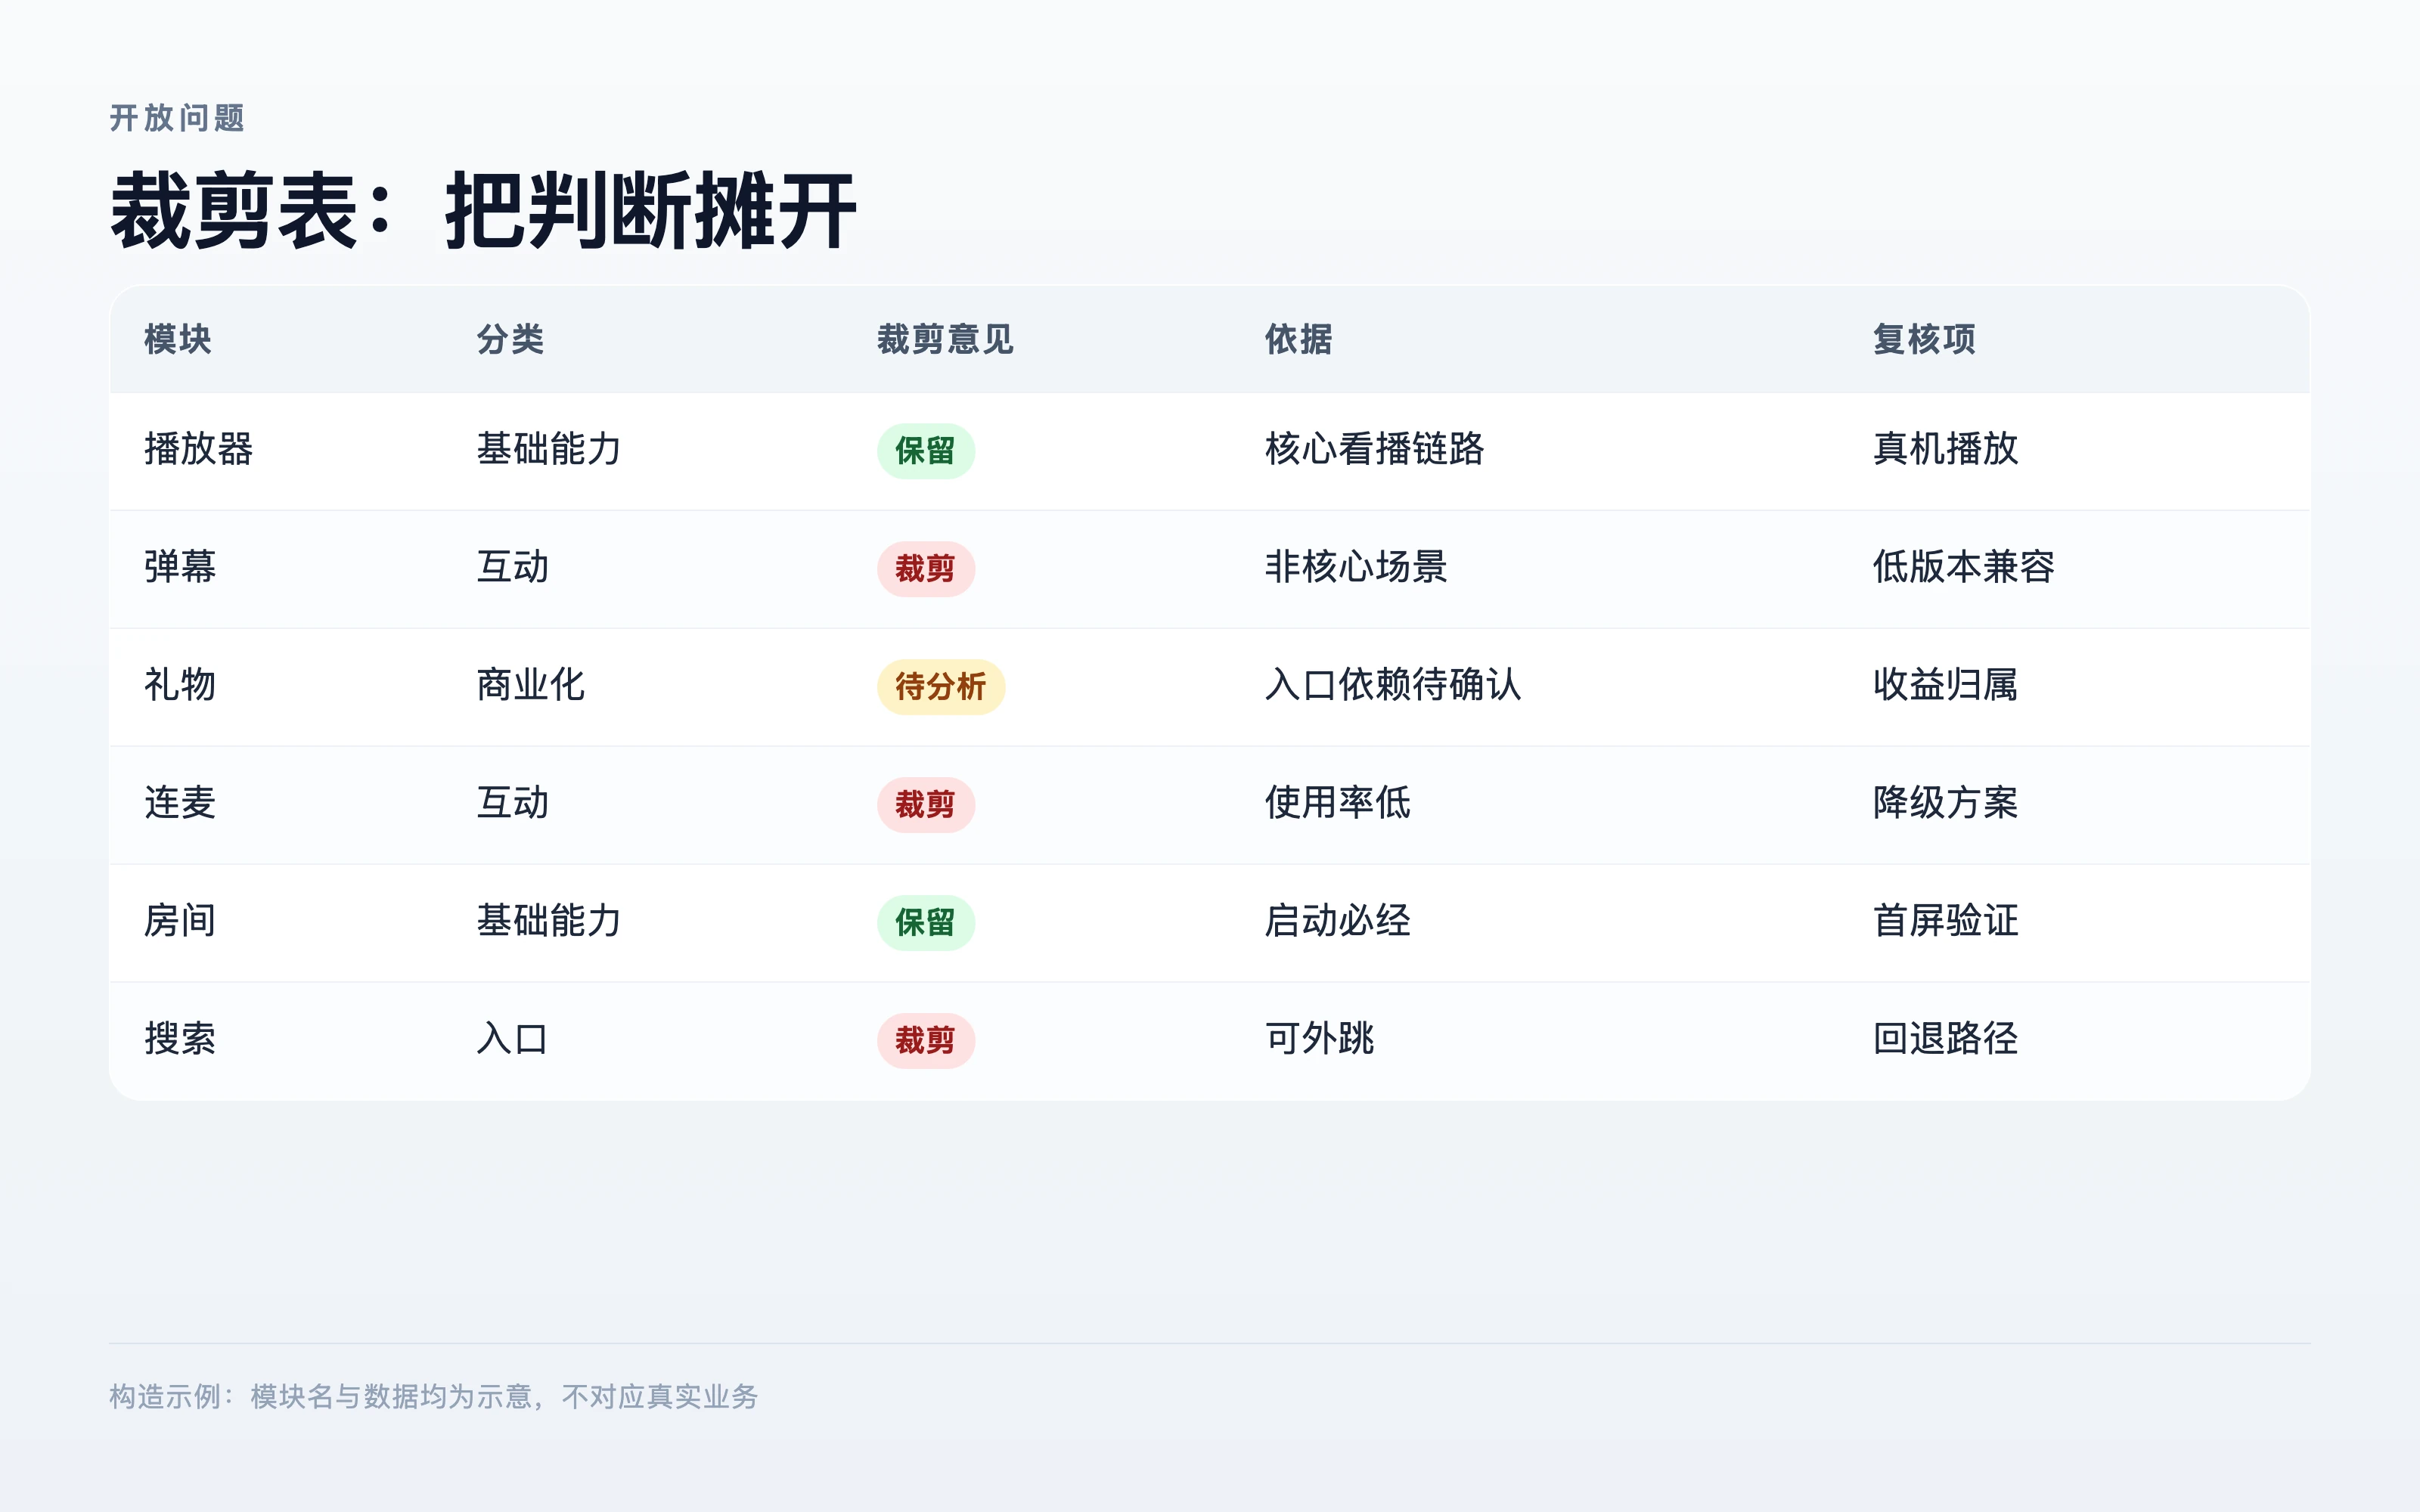 开放问题
裁剪表：把判断摊开
模块 分类 裁剪意见 依据 复核项
播放器 基础能力 保留 核心看播链路 真机播放
弹幕 互动 裁剪 非核心场景 低版本兼容
礼物 商业化 待分析 入口依赖待确认 收益归属
连麦 互动 裁剪 使用率低 降级方案
房间 基础能力 保留 启动必经 首屏验证
搜索 入口 裁剪 可外跳 回退路径
构造示例：模块名与数据均为示意，不对应真实业务